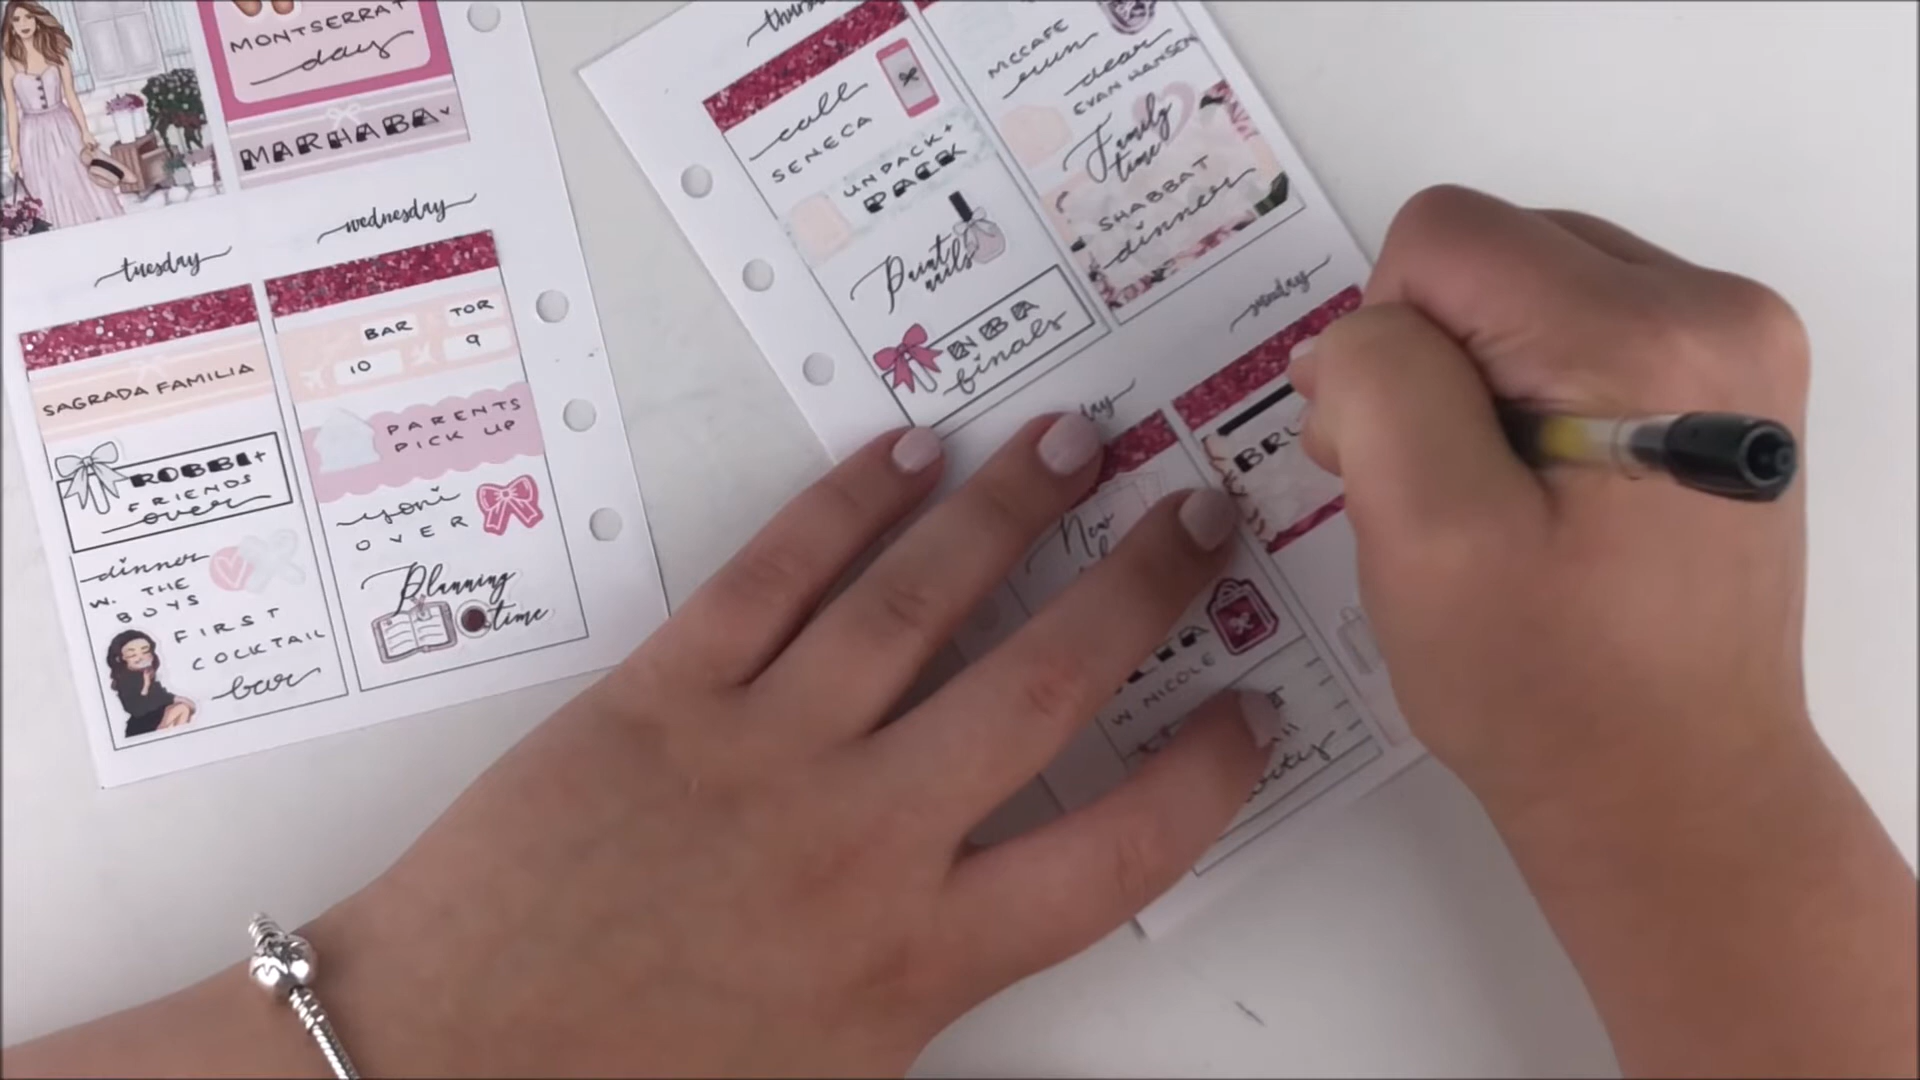 MONTSERRAT
day
MARHABA
tuesday
SAGRADA FAMILIA
ROBBI+
FRIENDS
over
dinner
W. THE
BOYS
FIRST
COCKTAIL
bar
wednesday
BAR TOR
10 9
PARENTS
PICK UP
yoni
OVER
Planning
time
call
SENECA
UNPACK+
PACK
Paint
nails
NBA
finals
MCCAFE
run
dear
EVAN HANSEN
Family
time
SHABBAT
dinner
New
W NICOLE
sunday